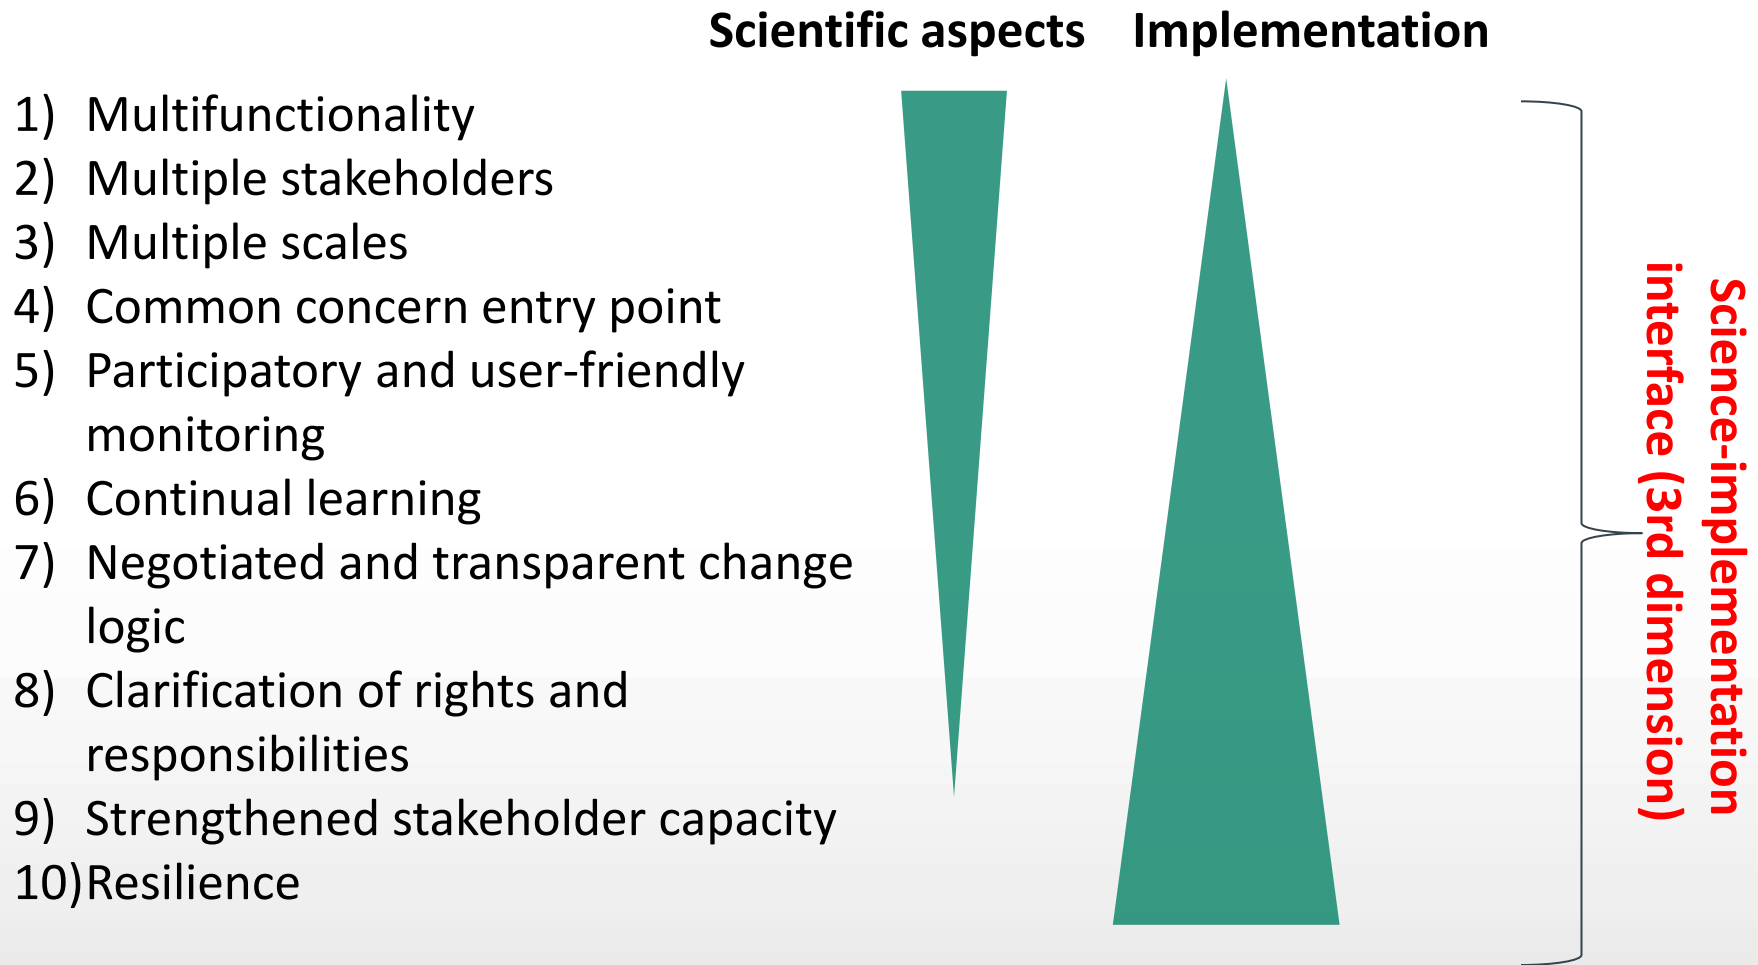 Scientific aspects Implementation
1) Multifunctionality
2) Multiple stakeholders
3) Multiple scales
4) Common concern entry point
5) Participatory and user-friendly
monitoring
6) Continual learning
7) Negotiated and transparent change
logic
8) Clarification of rights and
responsibilities
9) Strengthened stakeholder capacity
10) Resilience
Science-implementation
interface (3rd dimension)